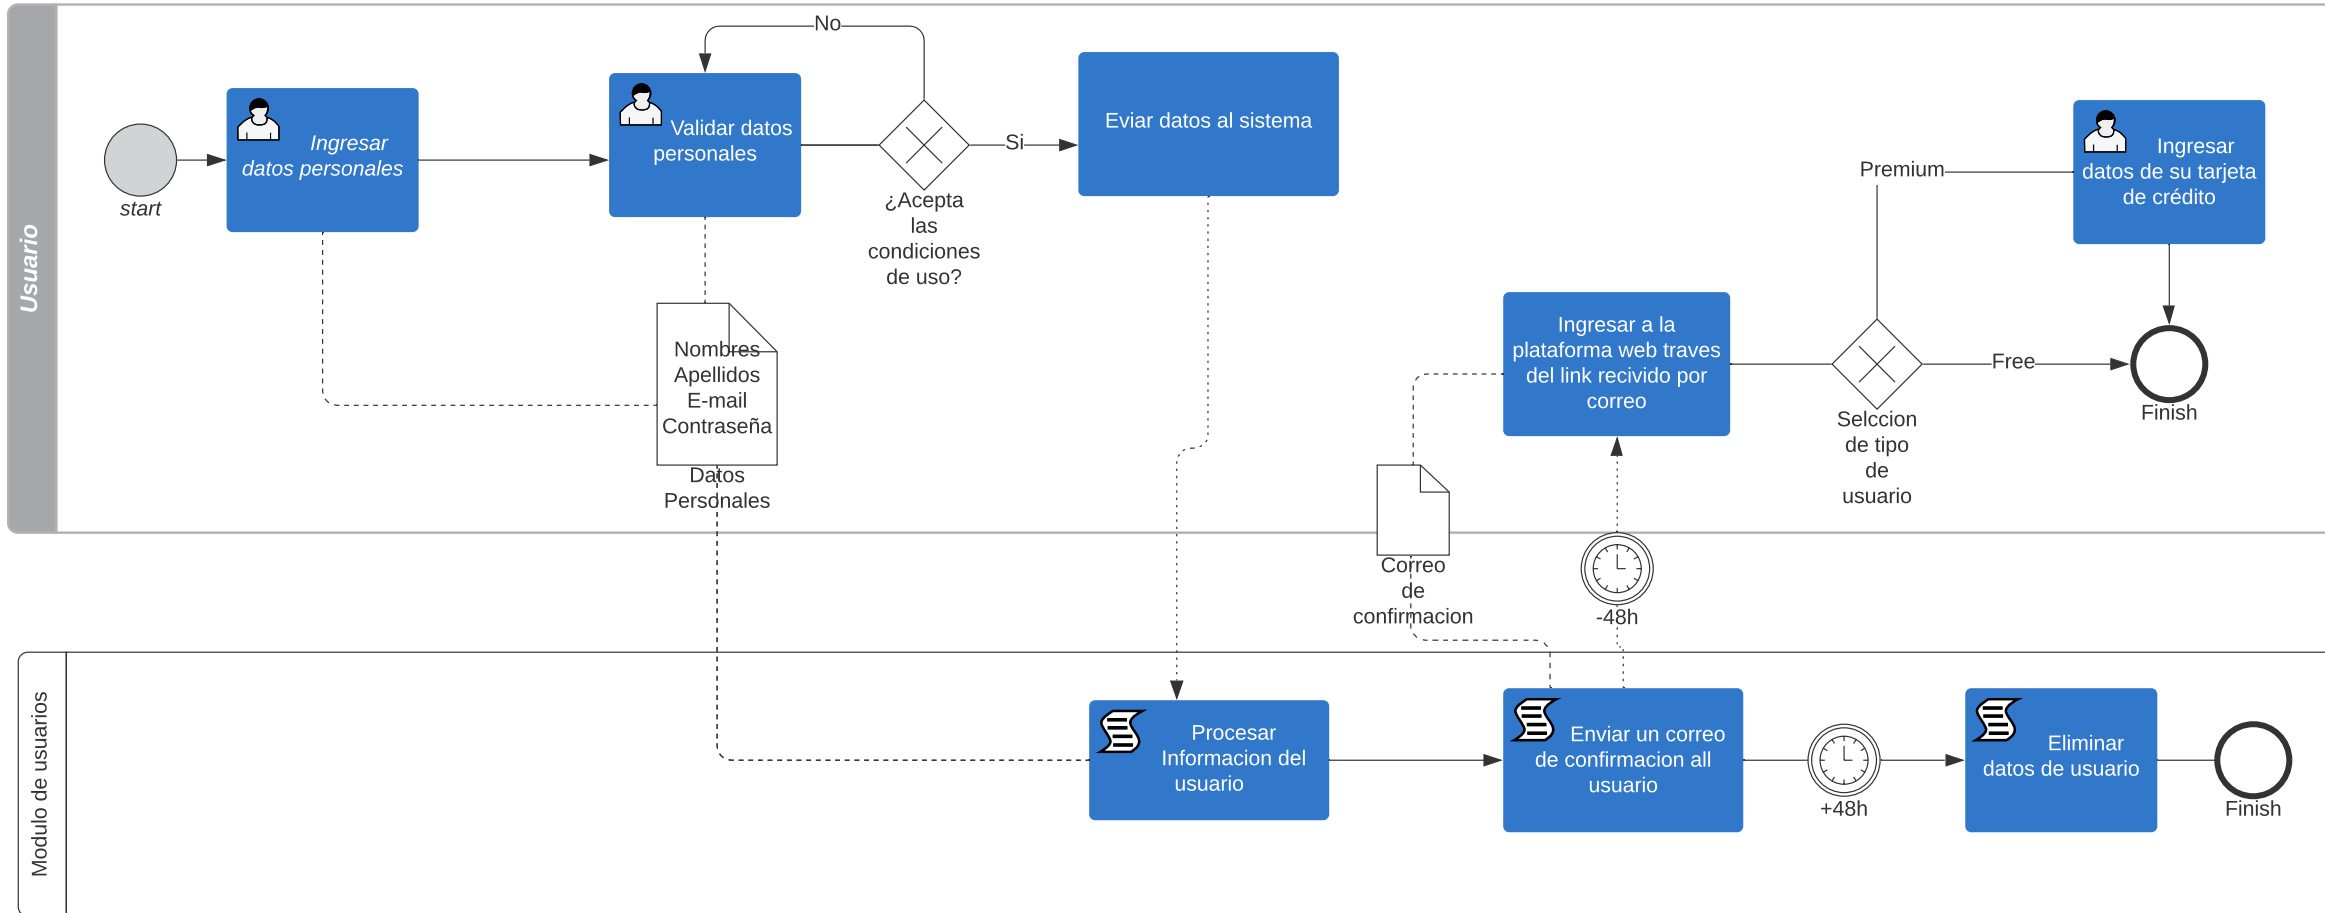 Usuario
start
Ingresar
datos personales
No
Validar datos
personales
¿Acepta
las
condiciones
de uso?
Si
Eviar datos al sistema
Nombres
Apellidos
E-mail
Contraseña
Datos
Personales
Correo
de
confirmacion
Ingresar a la
plataforma web traves
del link recivido por
correo
-48h
Selccion
de tipo
de
usuario
Premium
Free
Ingresar
datos de su tarjeta
de crédito
Finish
Modulo de usuarios
Procesar
Informacion del
usuario
Enviar un correo
de confirmacion all
usuario
+48h
Eliminar
datos de usuario
Finish